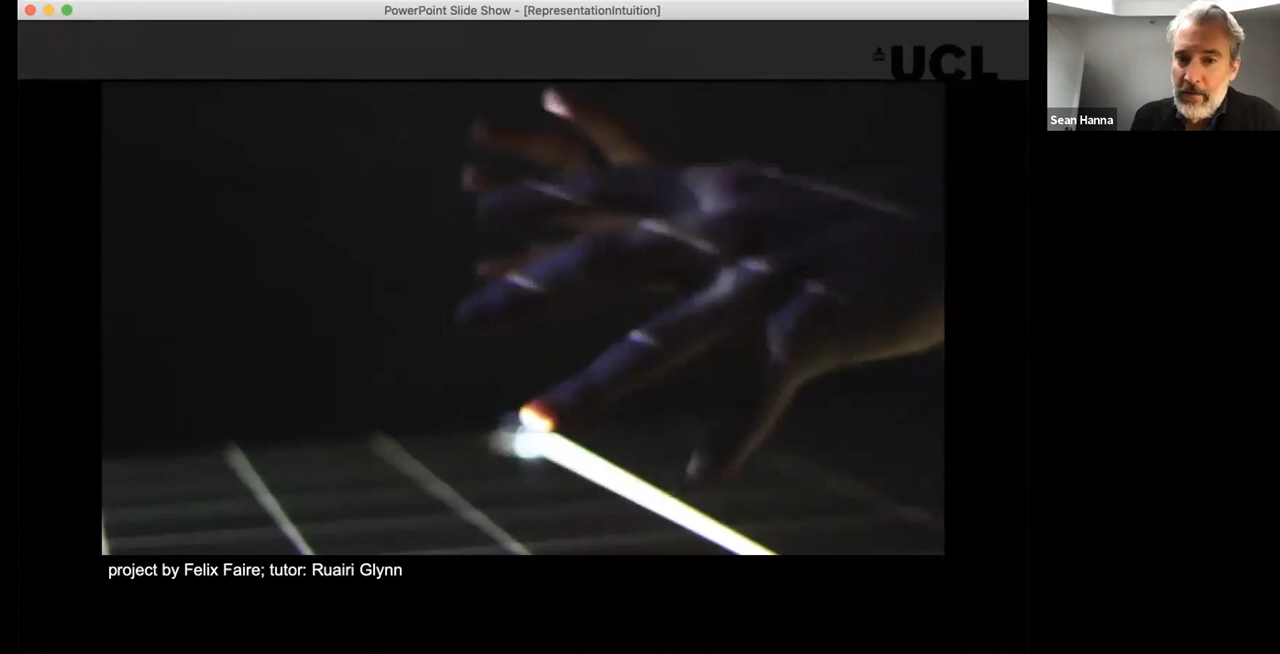 PowerPoint Slide Show - [RepresentationIntuition]
UCL
Sean Hanna
project by Felix Faire; tutor: Ruairi Glynn